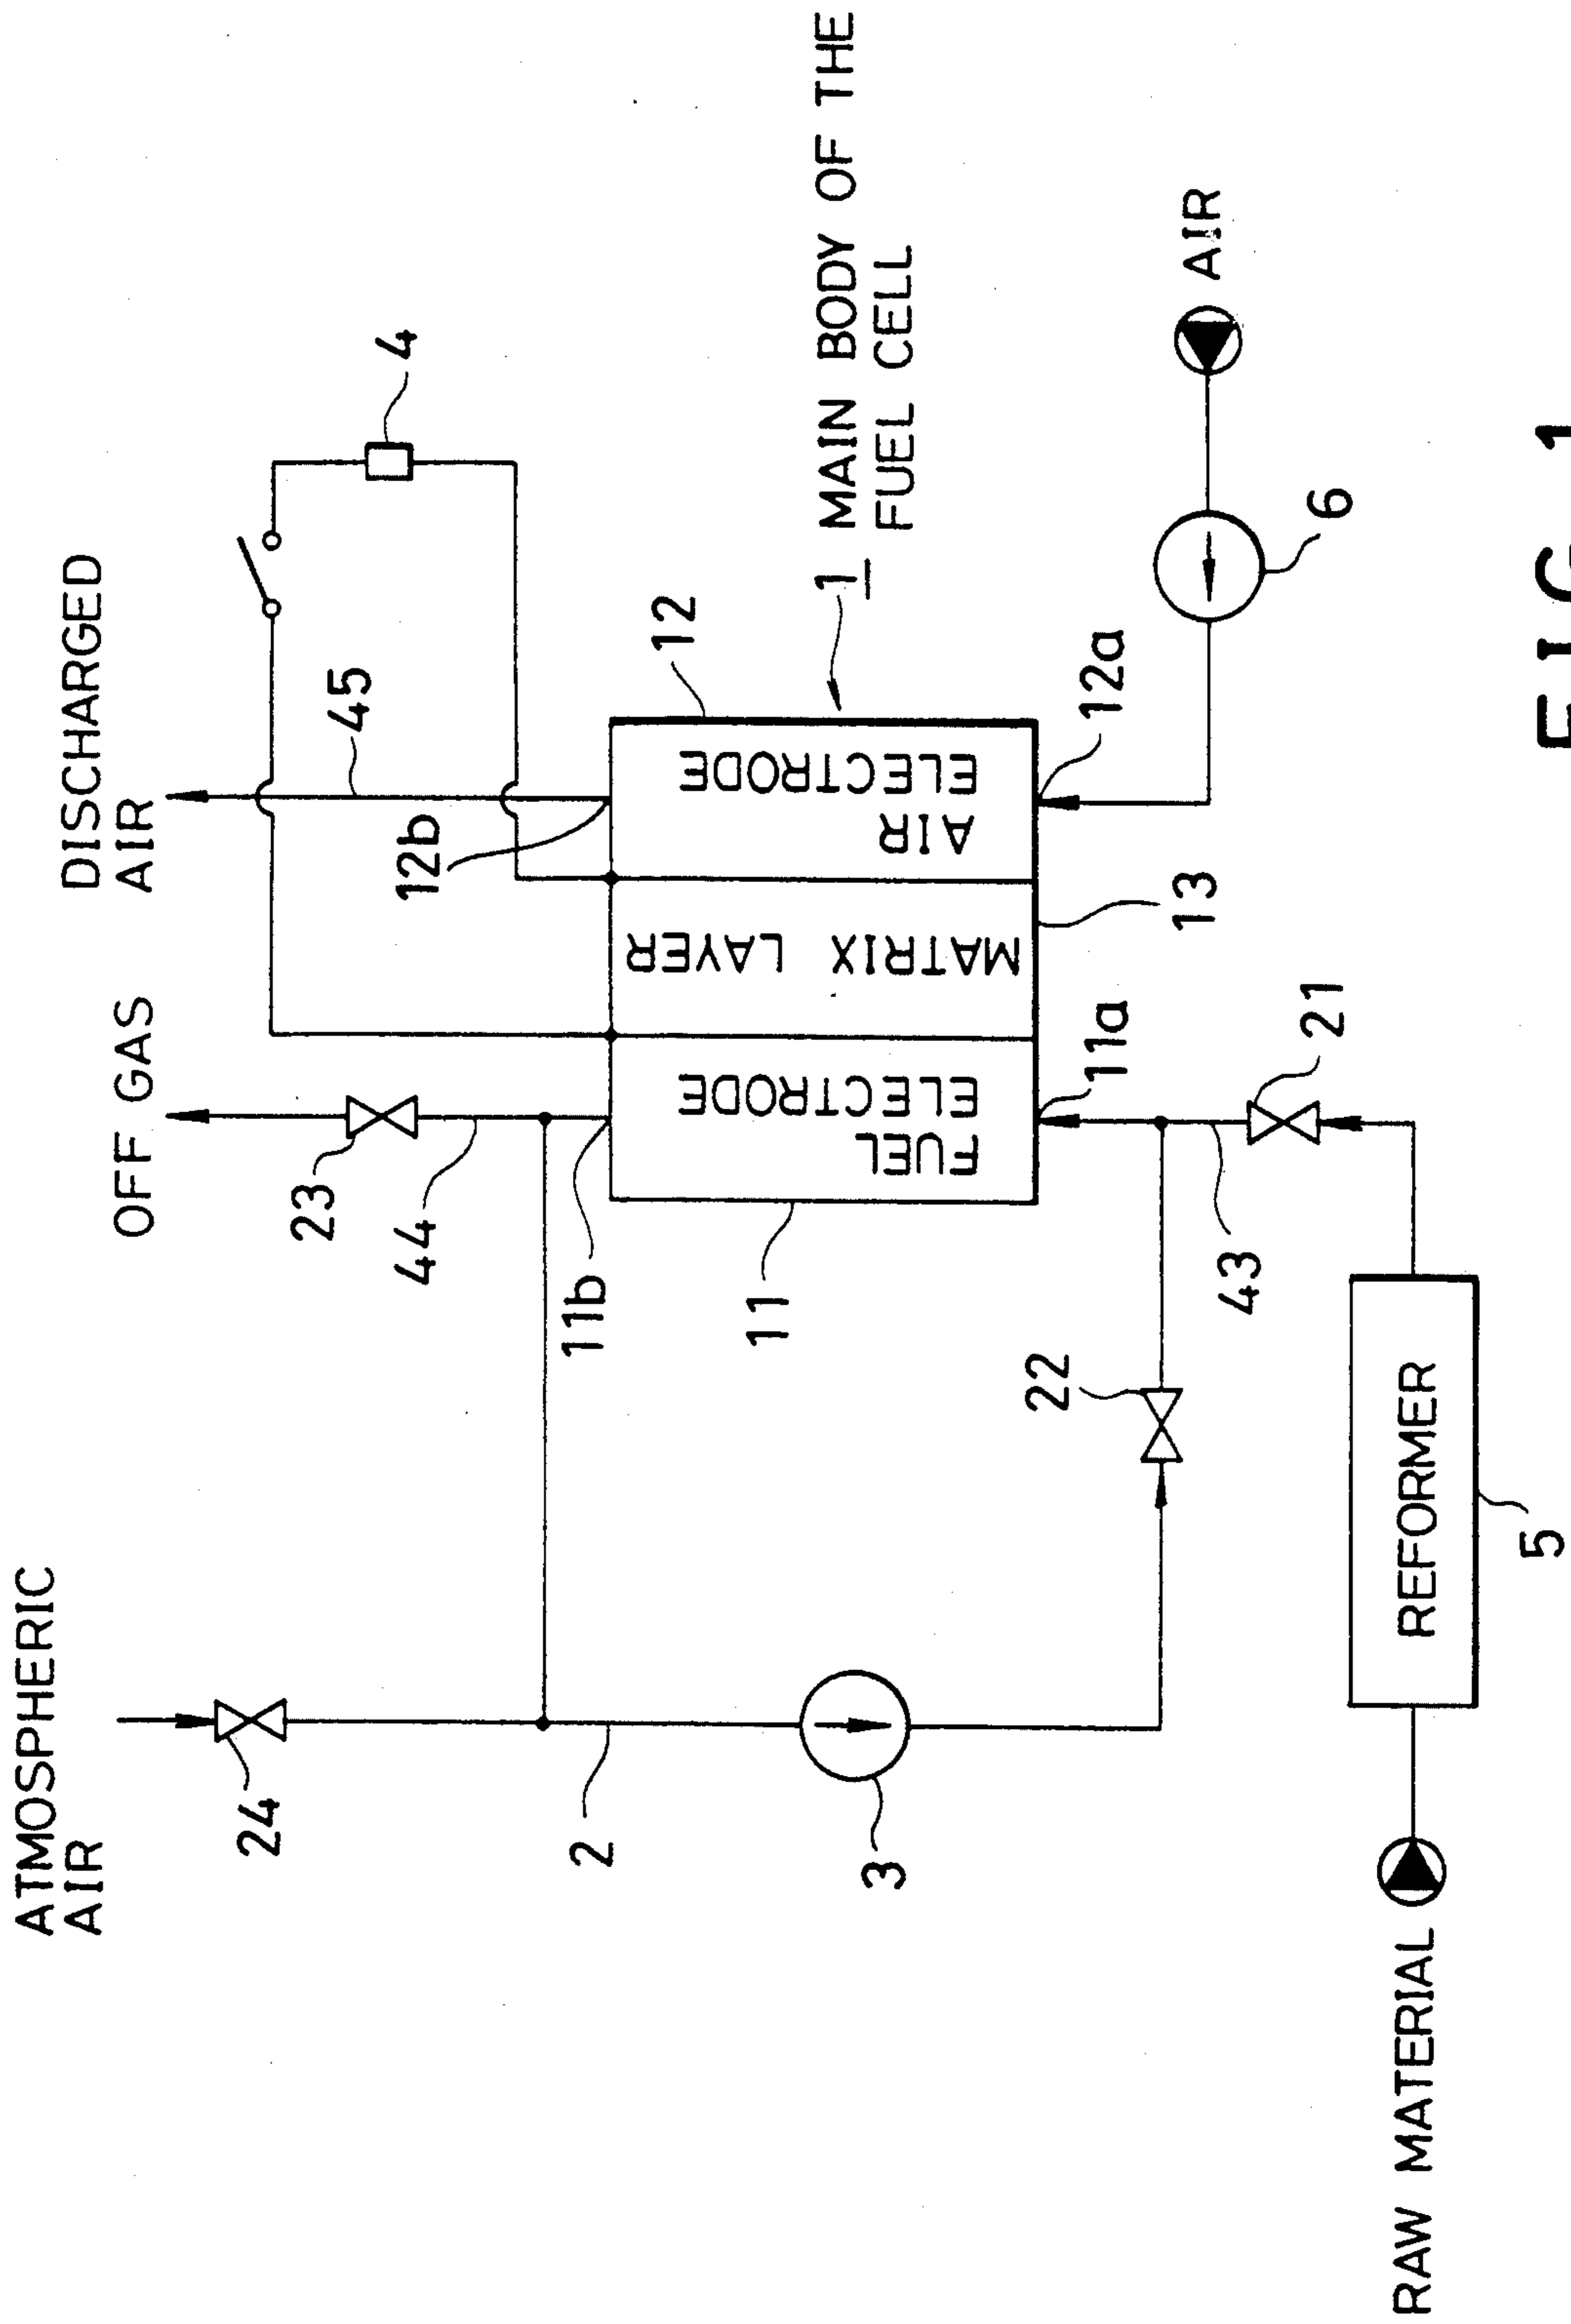 ATMOSPHERIC
AIR
24
2
3
OFF GAS
23
44
11b
11
22
DISCHARGED
AIR
45
12b
4
12
FUEL
ELECTRODE
MATRIX LAYER
AIR
ELECTRODE
1 MAIN BODY OF THE
FUEL CELL
11a
13
12a
43
21
6
AIR
RAW MATERIAL
REFORMER
5
FIG. 1